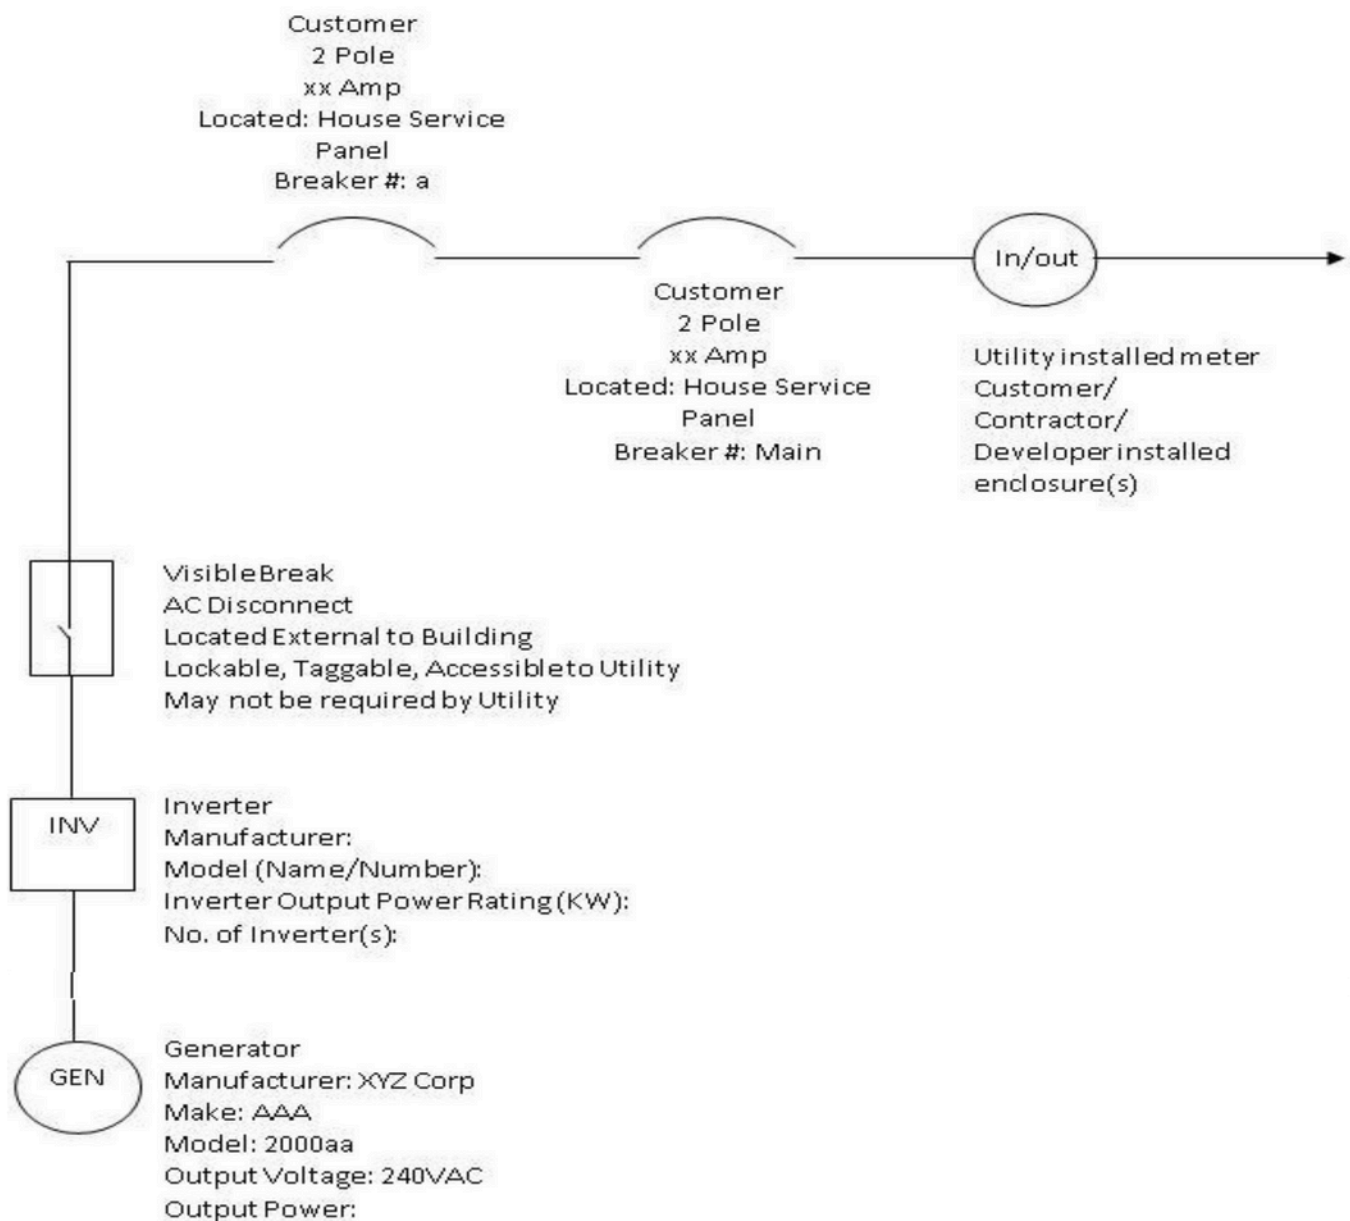 Customer
2 Pole
xx Amp
Located: House Service
Panel
Breaker #: a
In/out
Customer
2 Pole
xx Amp
Located: House Service
Panel
Breaker #: Main
Utility installed meter
Customer/
Contractor/
Developer installed
enclosure(s)
Visible Break
AC Disconnect
Located External to Building
Lockable, Taggable, Accessible to Utility
May not be required by Utility
INV
Inverter
Manufacturer:
Model (Name/Number):
Inverter Output Power Rating (KW):
No. of Inverter(s):
GEN
Generator
Manufacturer: XYZ Corp
Make: AAA
Model: 2000aa
Output Voltage: 240VAC
Output Power: